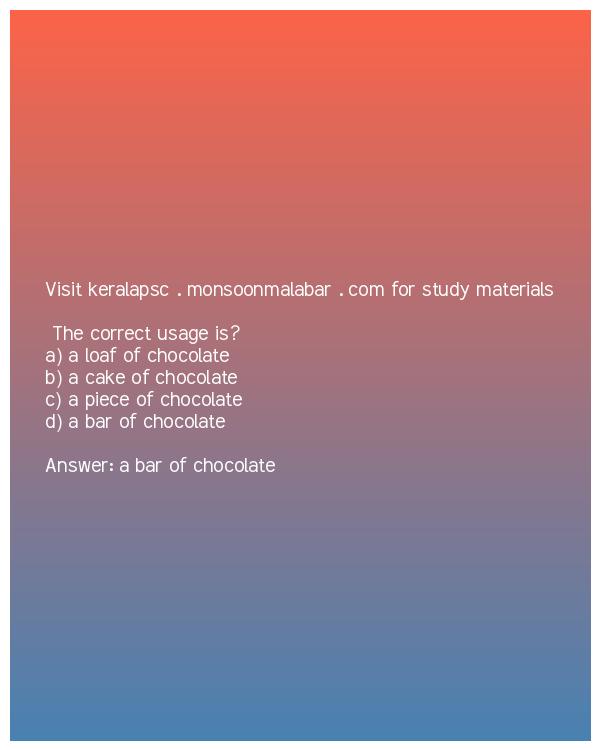 Visit keralapsc . monsoonmalabar . com for study materials
The correct usage is?
a) a loaf of chocolate
b) a cake of chocolate
c) a piece of chocolate
d) a bar of chocolate
Answer: a bar of chocolate